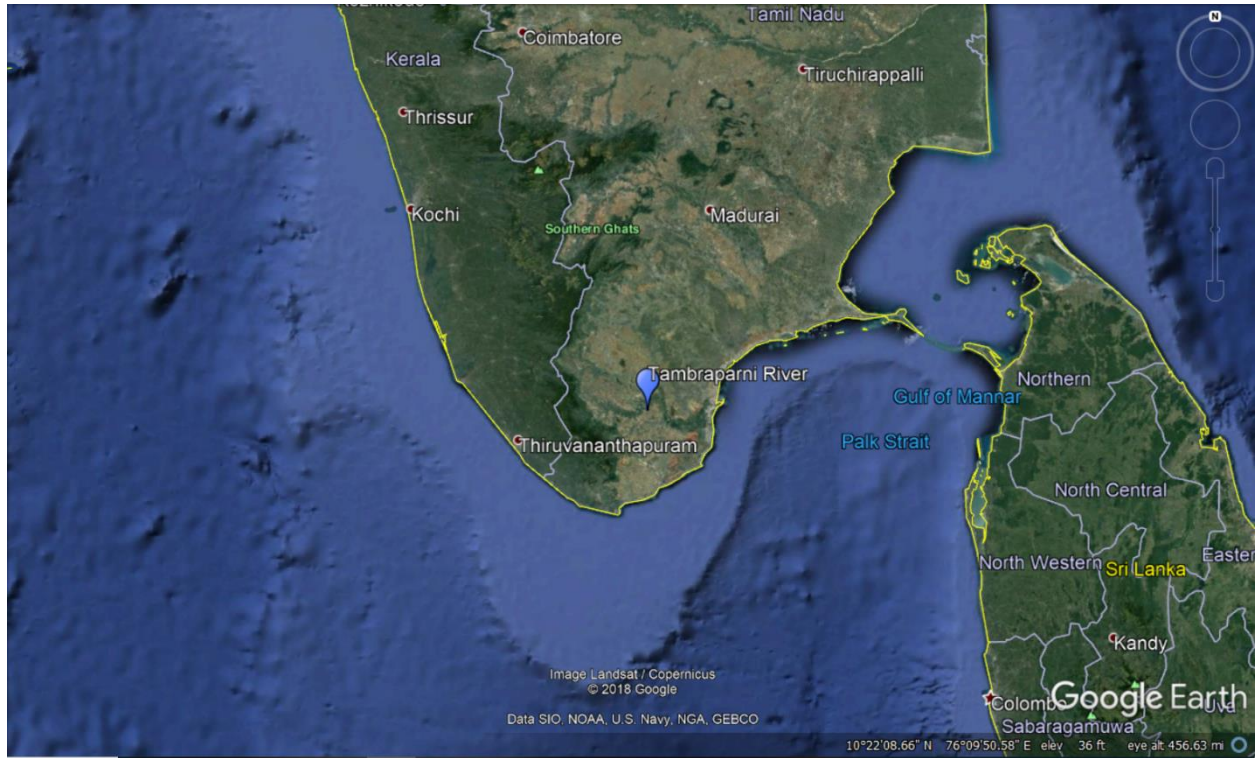 Kozhikode
Tamil Nadu
N
Coimbatore
Kerala
Tiruchirappalli
Thrissur
Kochi
Madurai
Southern Ghats
Tambraparni River
Northern
Gulf of Mannar
Palk Strait
Thiruvananthapuram
North Central
North Western
Sri Lanka
Easter
Kandy
Image Landsat / Copernicus
© 2018 Google
Colombo
Google Earth
Uva
Data SIO, NOAA, U.S. Navy, NGA, GEBCO
Sabaragamuwa
10°22'08.66" N 76°09'50.58" E elev 36 ft eye alt 456.63 mi